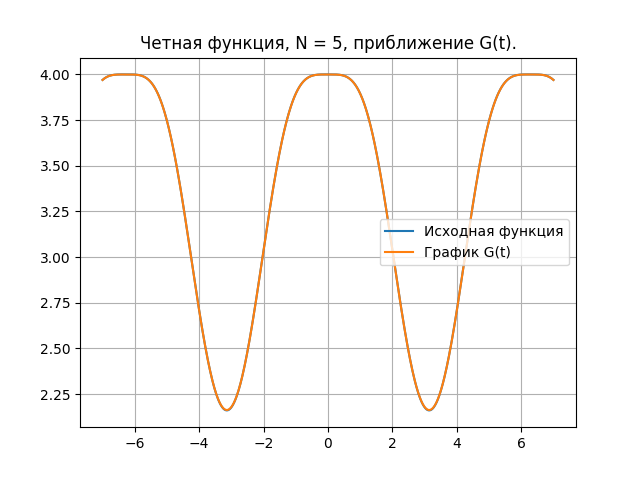 Четная функция, N = 5, приближение G(t).
4.00
3.75
3.50
3.25
3.00
2.75
2.50
2.25
Исходная функция
График G(t)
−6 −4 −2 0 2 4 6